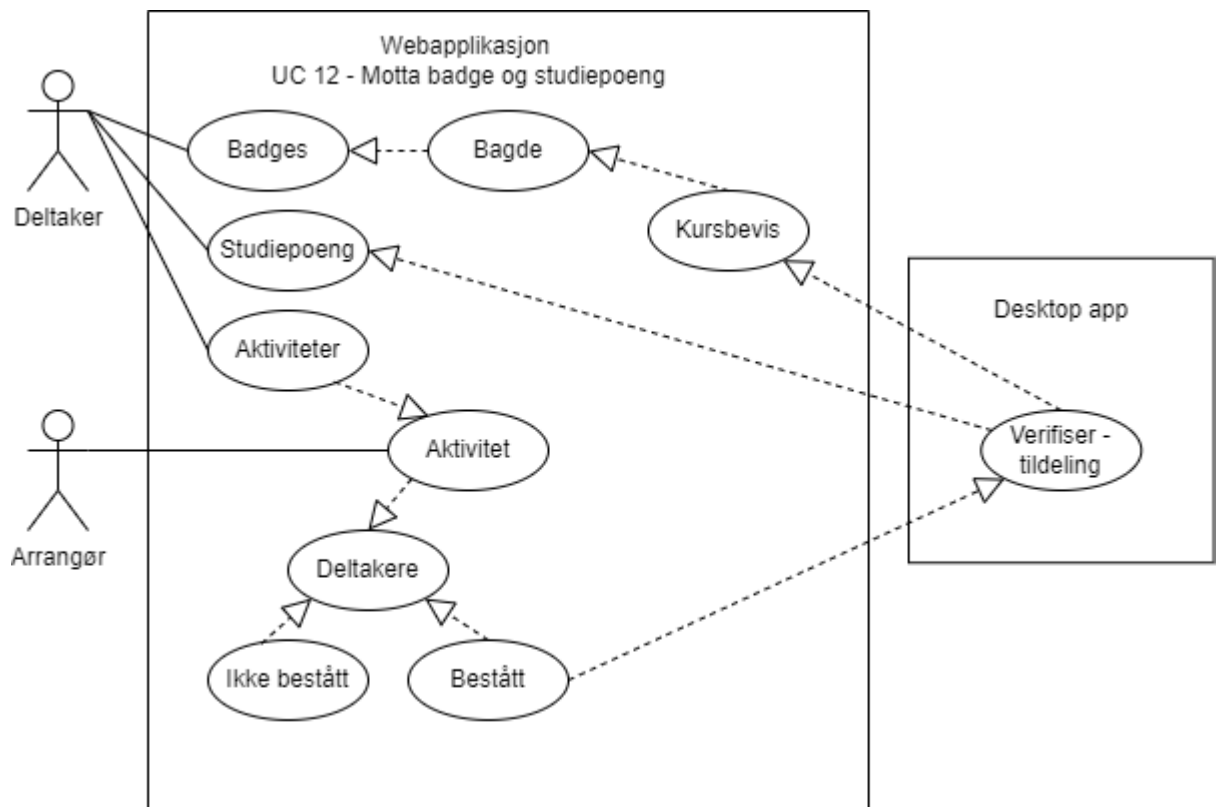 Webapplikasjon
UC 12 - Motta badge og studiepoeng
Deltaker
Badges
Bagde
Kursbevis
Studiepoeng
Desktop app
Aktiviteter
Arrangør
Aktivitet
Verifiser -
tildeling
Deltakere
Ikke bestått
Bestått